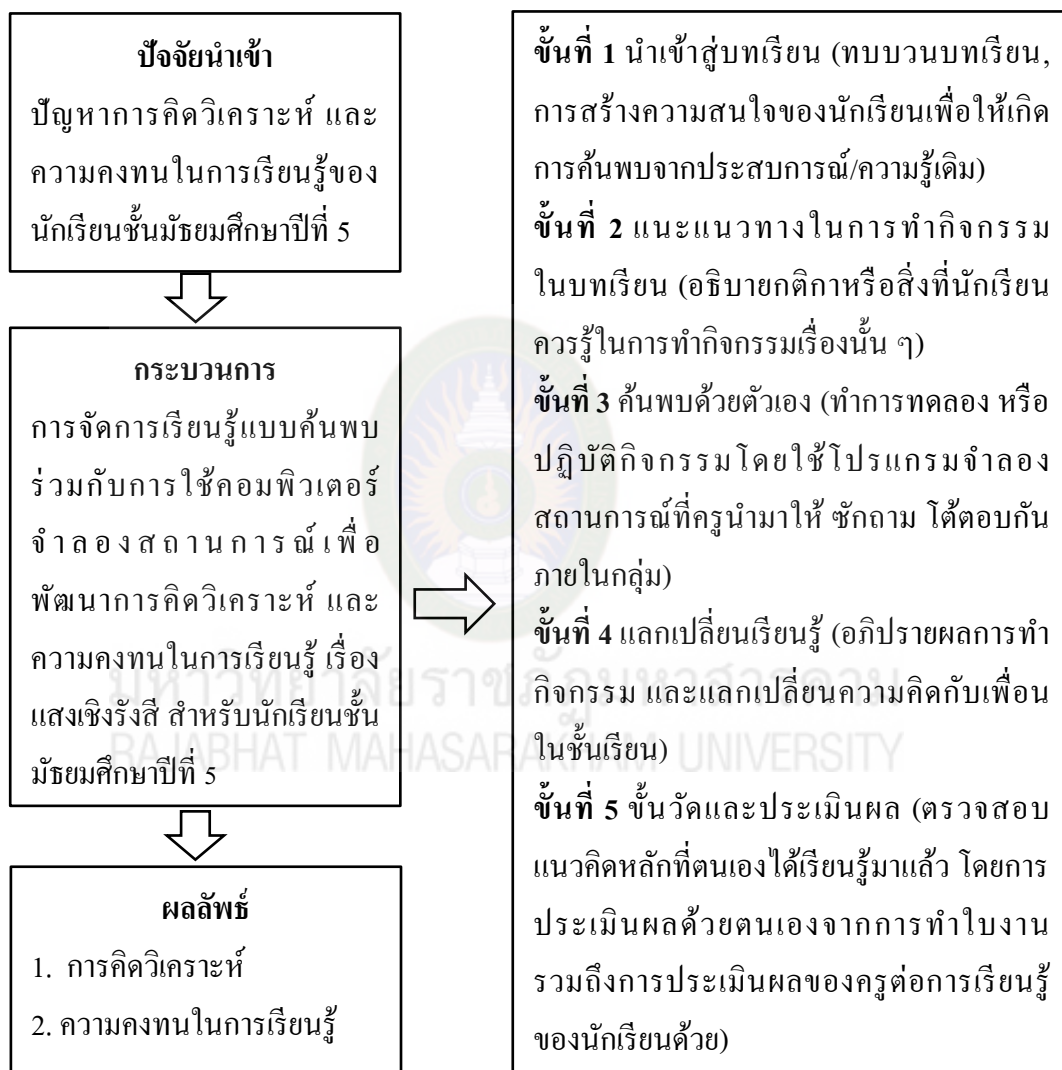 ปัจจัยนำเข้า
ปัญหาการคิดวิเคราะห์ และ
ความคงทนในการเรียนรู้ของ
นักเรียนชั้นมัธยมศึกษาปีที่ 5
กระบวนการ
การจัดการเรียนรู้แบบค้นพบ
ร่วมกับการใช้คอมพิวเตอร์
จำลองสถานการณ์เพื่อ
พัฒนาการคิดวิเคราะห์ และ
ความคงทนในการเรียนรู้ เรื่อง
แสงเชิงรังสี สำหรับนักเรียนชั้น
มัธยมศึกษาปีที่ 5
ผลลัพธ์
1. การคิดวิเคราะห์
2. ความคงทนในการเรียนรู้
ขั้นที่ 1 นำเข้าสู่บทเรียน (ทบบวนบทเรียน,
การสร้างความสนใจของนักเรียนเพื่อให้เกิด
การค้นพบจากประสบการณ์/ความรู้เดิม)
ขั้นที่ 2 แนะแนวทางในการทำกิจกรรม
ในบทเรียน (อธิบายกติกาหรือสิ่งที่นักเรียน
ควรรู้ในการทำกิจกรรมเรื่องนั้น ๆ)
ขั้นที่ 3 ค้นพบด้วยตัวเอง (ทำการทดลอง หรือ
ปฏิบัติกิจกรรมโดยใช้โปรแกรมจำลอง
สถานการณ์ที่ครูนำมาให้ ซักถาม โต้ตอบกัน
ภายในกลุ่ม)
ขั้นที่ 4 แลกเปลี่ยนเรียนรู้ (อภิปรายผลการทำ
กิจกรรม และแลกเปลี่ยนความคิดกับเพื่อน
ในชั้นเรียน)
ขั้นที่ 5 ขั้นวัดและประเมินผล (ตรวจสอบ
แนวคิดหลักที่ตนเองได้เรียนรู้มาแล้ว โดยการ
ประเมินผลด้วยตนเองจากการทำใบงาน
รวมถึงการประเมินผลของครูต่อการเรียนรู้
ของนักเรียนด้วย)
มหาวิทยาลัยราชภัฏมหาสารคาม
RAJABHAT MAHASARAKHAM UNIVERSITY